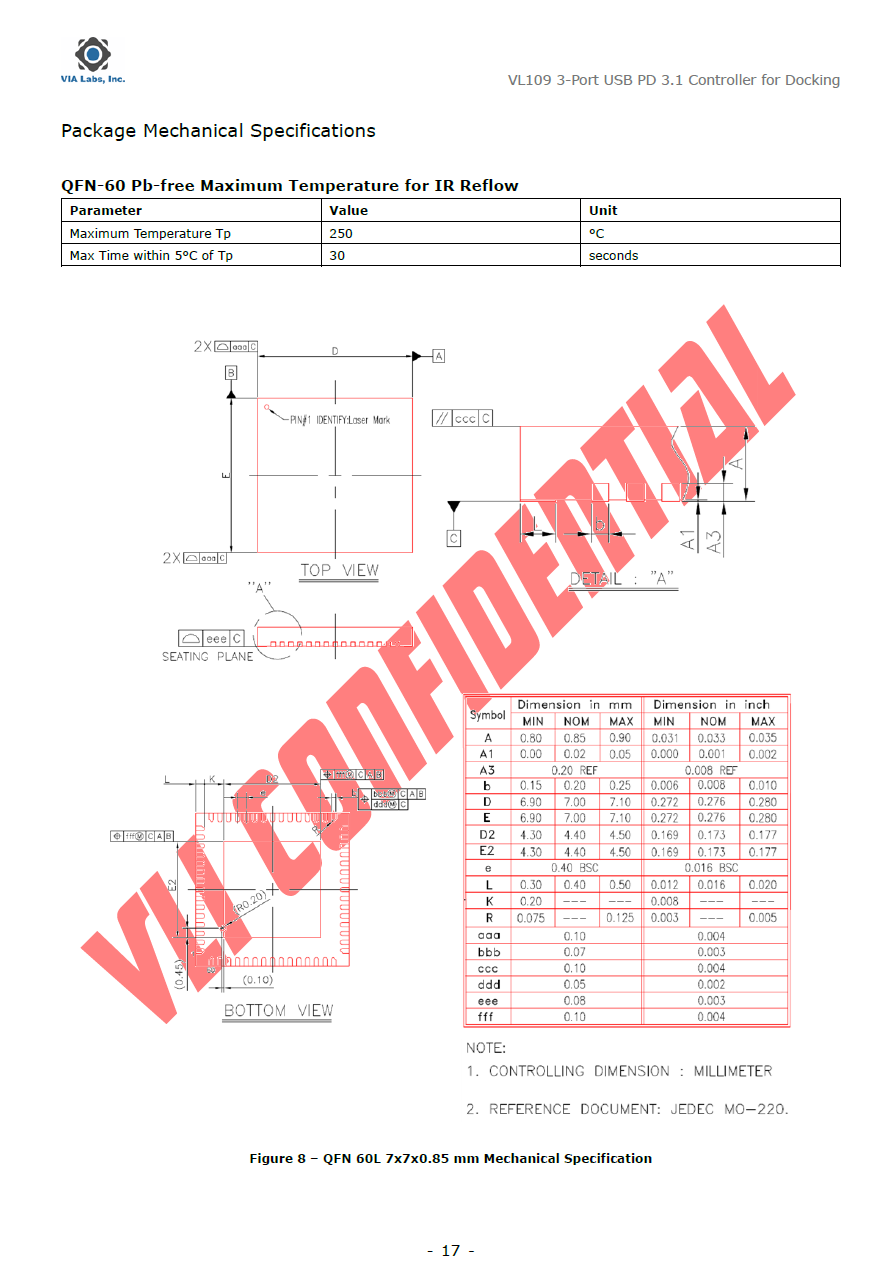 VIA Labs, Inc.
VL109 3-Port USB PD 3.1 Controller for Docking
Package Mechanical Specifications
QFN-60 Pb-free Maximum Temperature for IR Reflow
Parameter Value Unit
Maximum Temperature Tp 250 °C
Max Time within 5°C of Tp 30 seconds
VLI CONFIDENTIAL
2X aaa C
D
A
B
PIN#1 IDENTIFY:Laser Mark
E
2X aaa C
TOP VIEW
// ccc C
A
C
L
b
A1
A3
DETAIL : "A"
"A"
eee C
SEATING PLANE
L K D2
fff Ⓜ C A B
e
L
bbb Ⓜ C A B
ddd Ⓜ C
R
fff Ⓜ C A B
E2
(R0.20)
(0.45)
(0.10)
BOTTOM VIEW
Symbol Dimension in mm Dimension in inch
MIN NOM MAX MIN NOM MAX
A 0.80 0.85 0.90 0.031 0.033 0.035
A1 0.00 0.02 0.05 0.000 0.001 0.002
A3 0.20 REF 0.008 REF
b 0.15 0.20 0.25 0.006 0.008 0.010
D 6.90 7.00 7.10 0.272 0.276 0.280
E 6.90 7.00 7.10 0.272 0.276 0.280
D2 4.30 4.40 4.50 0.169 0.173 0.177
E2 4.30 4.40 4.50 0.169 0.173 0.177
e 0.40 BSC 0.016 BSC
L 0.30 0.40 0.50 0.012 0.016 0.020
K 0.20 --- --- 0.008 --- ---
R 0.075 --- 0.125 0.003 --- 0.005
aaa 0.10 0.004
bbb 0.07 0.003
ccc 0.10 0.004
ddd 0.05 0.002
eee 0.08 0.003
fff 0.10 0.004
NOTE:
1. CONTROLLING DIMENSION : MILLIMETER
2. REFERENCE DOCUMENT: JEDEC MO-220.
Figure 8 – QFN 60L 7x7x0.85 mm Mechanical Specification
- 17 -